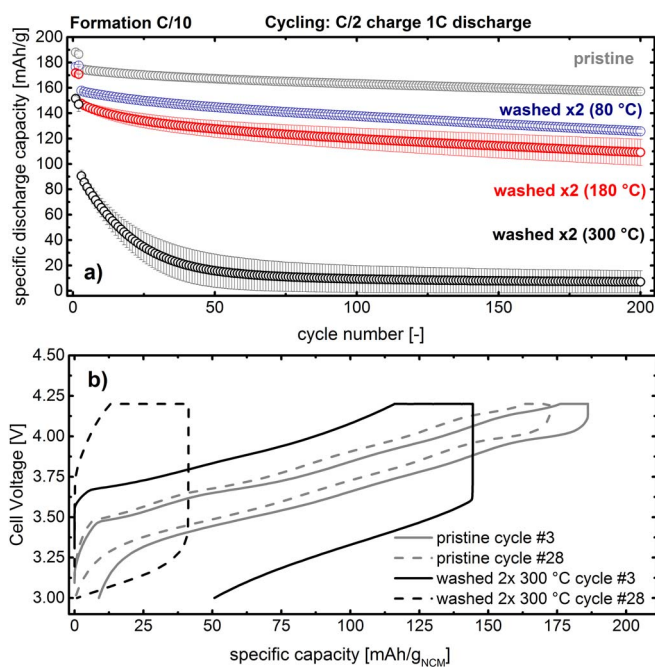 Formation C/10 Cycling: C/2 charge 1C discharge
200
180
160
140
120
100
80
60
40
20
0
specific discharge capacity [mAh/g]
pristine
washed x2 (80 °C)
washed x2 (180 °C)
washed x2 (300 °C)
a)
0 25 50 75 100 125 150 175 200
cycle number [-]
b)
4.50
4.25
4.00
3.75
3.50
3.25
3.00
Cell Voltage [V]
pristine cycle #3
pristine cycle #28
washed 2x 300 °C cycle #3
washed 2x 300 °C cycle #28
0 25 50 75 100 125 150 175 200
specific capacity [mAh/gNCM]